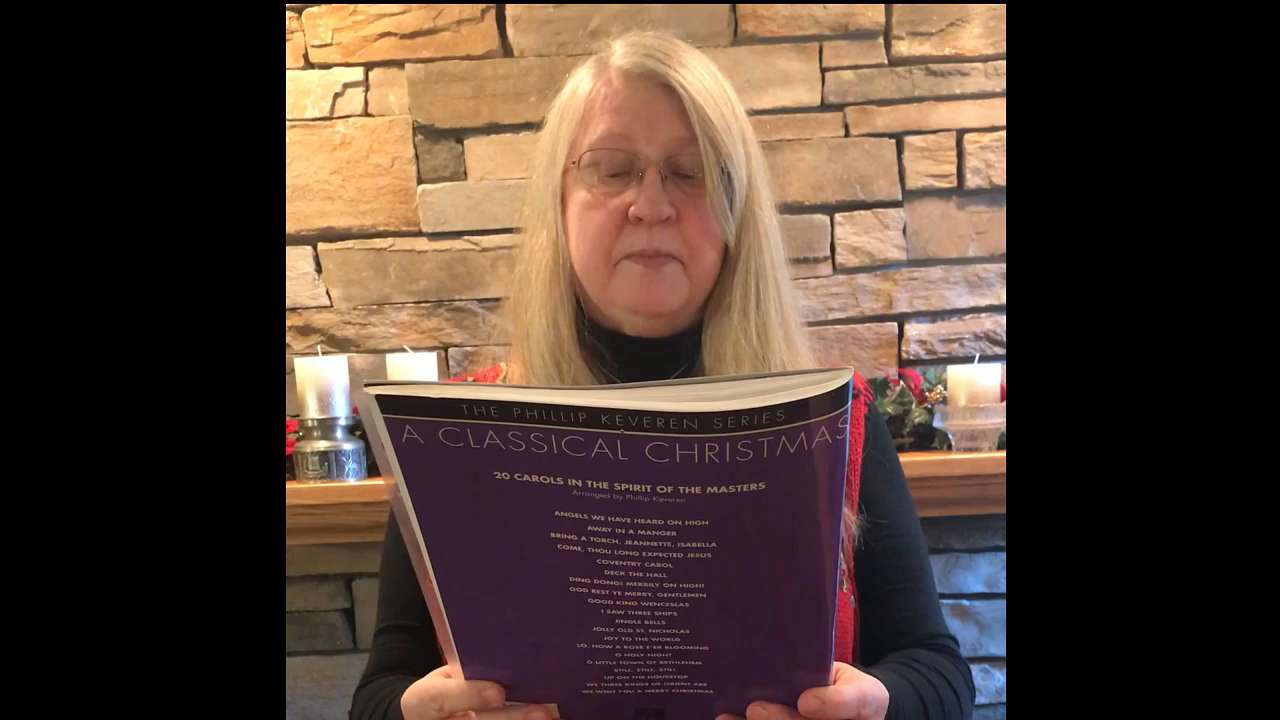 THE PHILLIP KEVEREN SERIES
A CLASSICAL CHRISTMAS
20 CAROLS IN THE SPIRIT OF THE MASTERS
Arranged by Phillip Keveren
ANGELS WE HAVE HEARD ON HIGH
AWAY IN A MANGER
BRING A TORCH, JEANNETTE, ISABELLA
COME, THOU LONG EXPECTED JESUS
COVENTRY CAROL
DECK THE HALL
DING DONG! MERRILY ON HIGH!
GOD REST YE MERRY, GENTLEMEN
GOOD KING WENCESLAS
I SAW THREE SHIPS
JINGLE BELLS
JOLLY OLD ST. NICHOLAS
JOY TO THE WORLD
LO, HOW A ROSE E'ER BLOOMING
O HOLY NIGHT
O LITTLE TOWN OF BETHLEHEM
STILL, STILL, STILL
UP ON THE HOUSETOP
WE THREE KINGS OF ORIENT ARE
WE WISH YOU A MERRY CHRISTMAS